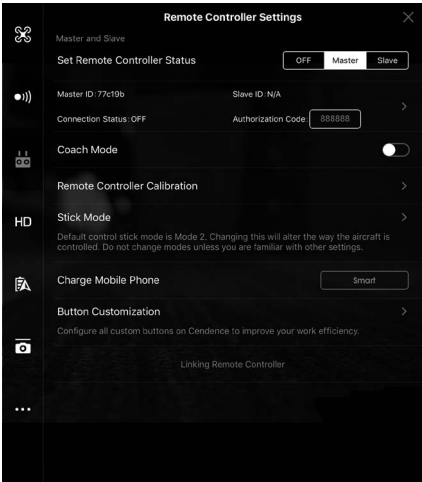 Remote Controller Settings
Master and Slave
Set Remote Controller Status
OFF Master Slave
Master ID:77c19b Slave ID:N/A
Connection Status:OFF Authorization Code: 888888
Coach Mode
Remote Controller Calibration
HD
Stick Mode
Default control stick mode is Mode 2. Changing this will alter the way the aircraft is
controlled. Do not change modes unless you are familiar with other settings.
Charge Mobile Phone Smart
Button Customization
Configure all custom buttons on Cendence to improve your work efficiency.
Linking Remote Controller